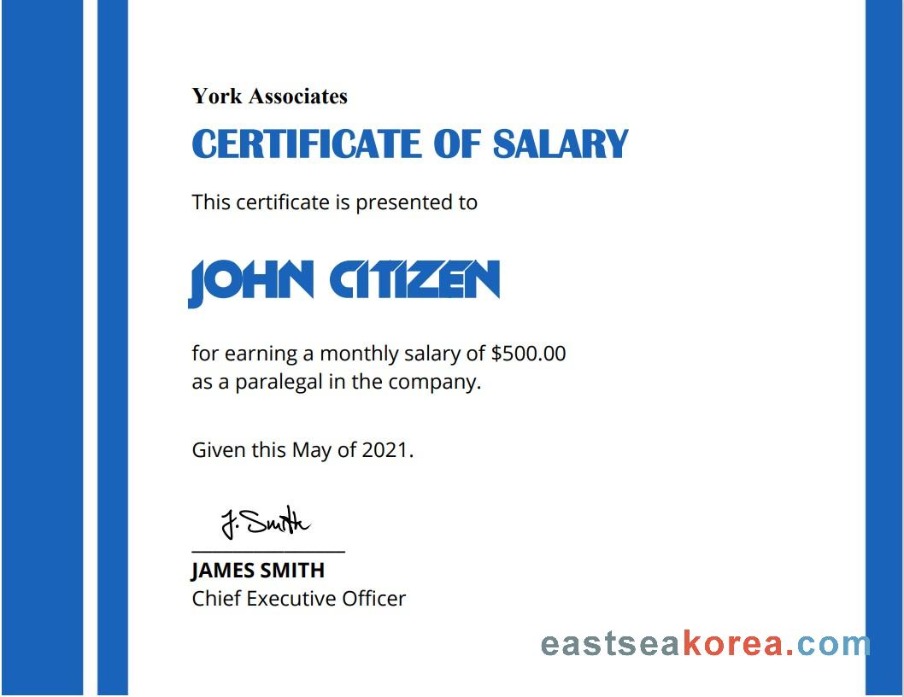 York Associates
CERTIFICATE OF SALARY
This certificate is presented to
JOHN CITIZEN
for earning a monthly salary of $500.00
as a paralegal in the company.
Given this May of 2021.
J. Smith
JAMES SMITH
Chief Executive Officer
eastseakorea.com